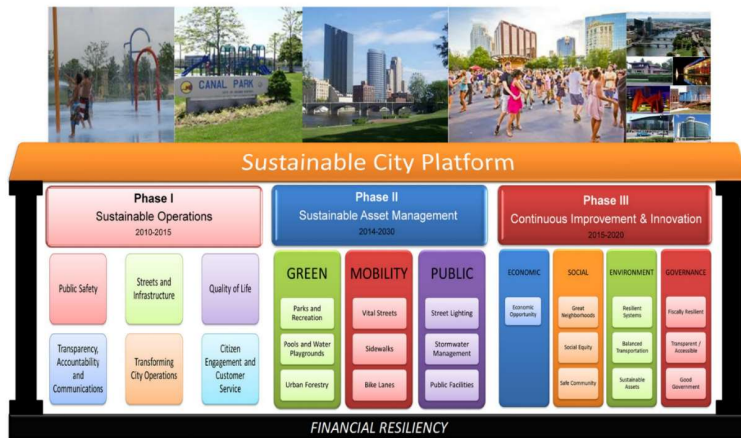 CANAL PARK
Sustainable City Platform
Phase I
Sustainable Operations
2010-2015
Public Safety
Streets and
Infrastructure
Quality of Life
Transparency,
Accountability
and
Communications
Transforming
City Operations
Citizen
Engagement and
Customer
Service
Phase II
Sustainable Asset Management
2014-2030
GREEN
Parks and
Recreation
Pools and Water
Playgrounds
Urban Forestry
MOBILITY
Vital Streets
Sidewalks
Bike Lanes
PUBLIC
Street Lighting
Stormwater
Management
Public Facilities
Phase III
Continuous Improvement & Innovation
2015-2020
ECONOMIC
Economic
Opportunity
SOCIAL
Great
Neighborhoods
Social Equity
Safe Community
ENVIRONMENT
Resilient
Systems
Balanced
Transportation
Sustainable
Assets
GOVERNANCE
Fiscally Resilient
Transparent /
Accessible
Good
Government
FINANCIAL RESILIENCY